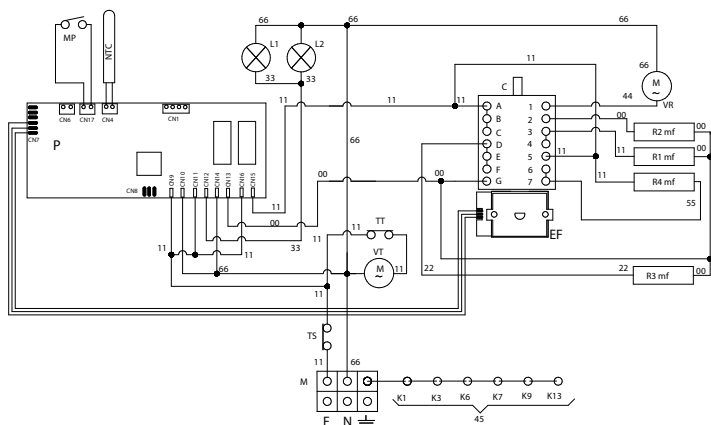 66
66
MP
NTC
L1
L2
66
33
33
11
11
11
11
44
VR
M
~
C
A
B
C
D
E
F
G
1
2
3
4
5
6
7
00
R2 mf
00
11
R1 mf
00
11
11
R4 mf
55
CN6
CN17
CN4
CN1
CN7
P
CN8
CN9
CN10
CN11
CN12
CN14
CN13
CN16
CN15
66
00
00
11
00
33
11
11
66
11
11
TT
11
VT
M
~
11
EF
22
22
R3 mf
00
TS
11
66
M
F
N
K1
K3
K6
K7
K9
K13
45